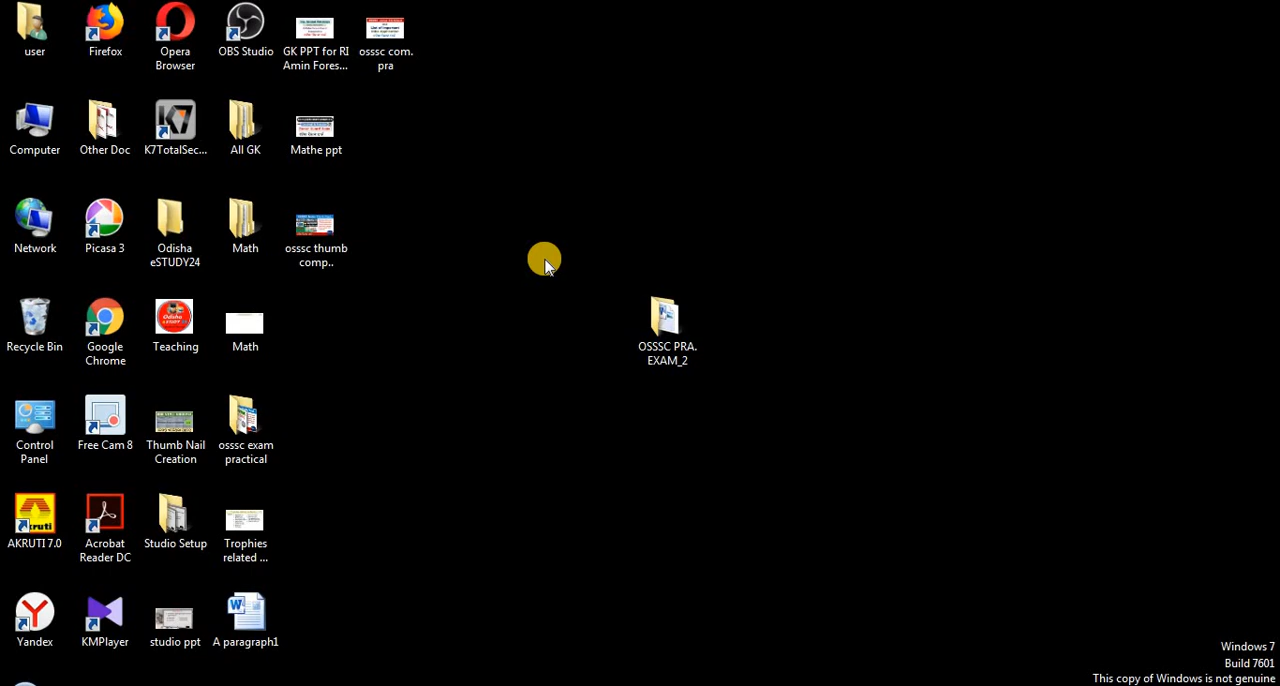 user
Firefox
Opera
Browser
OBS Studio
GK PPT for RI
Amin Fores...
osssc com.
pra
Computer
Other Doc
K7TotalSec...
All GK
Mathe ppt
Network
Picasa 3
Odisha
eSTUDY24
Math
osssc thumb
comp..
Recycle Bin
Google
Chrome
Teaching
Math
OSSSC PRA.
EXAM_2
Control
Panel
Free Cam 8
Thumb Nail
Creation
osssc exam
practical
AKRUTI 7.0
Acrobat
Reader DC
Studio Setup
Trophies
related ...
Yandex
KMPlayer
studio ppt
A paragraph1
Windows 7
Build 7601
This copy of Windows is not genuine